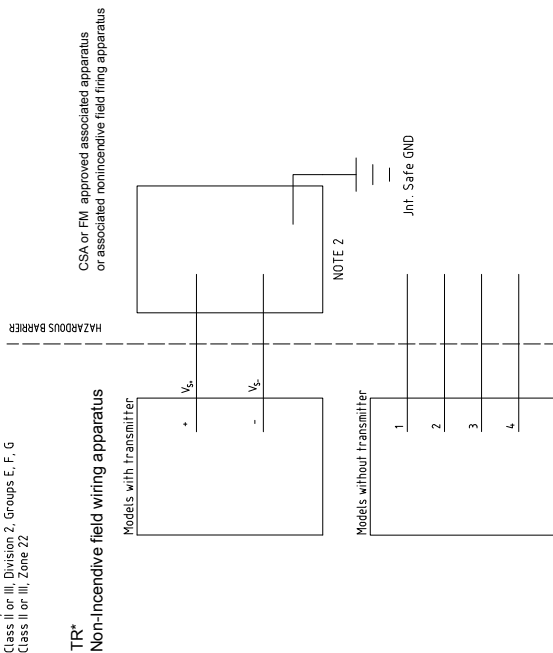 Class II or III, Division 2, Groups E, F, G
Class II or III, Zone 22
TR*
Non-Incendive field wiring apparatus
HAZARDOUS BARRIER
CSA or FM approved associated apparatus
or associated nonincendive field firing apparatus
Models with transmitter
+
VS+
-
VS-
NOTE 2
Jnt. Safe GND
Models without transmitter
1
2
3
4